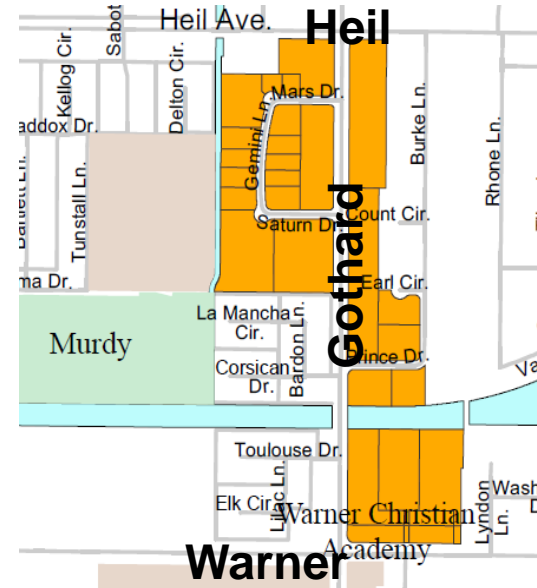 Heil Ave.
Heil
Sabot
Kellog Cir.
Delton Cir.
Mars Dr.
addox Dr.
Gemini Ln.
Burke Ln.
Rhone Ln.
Tunstall Ln.
Gothard
Count Cir.
Saturn Dr.
ma Dr.
Earl Cir.
La Mancha
Cir.
Bardon Ln.
Murdy
Corsican
Dr.
Prince Dr.
Va
Toulouse Dr.
Elk Cir.
Lilac Ln.
Lyndon
Ln.
Wash
D
Warner Christian
Academy
Warner